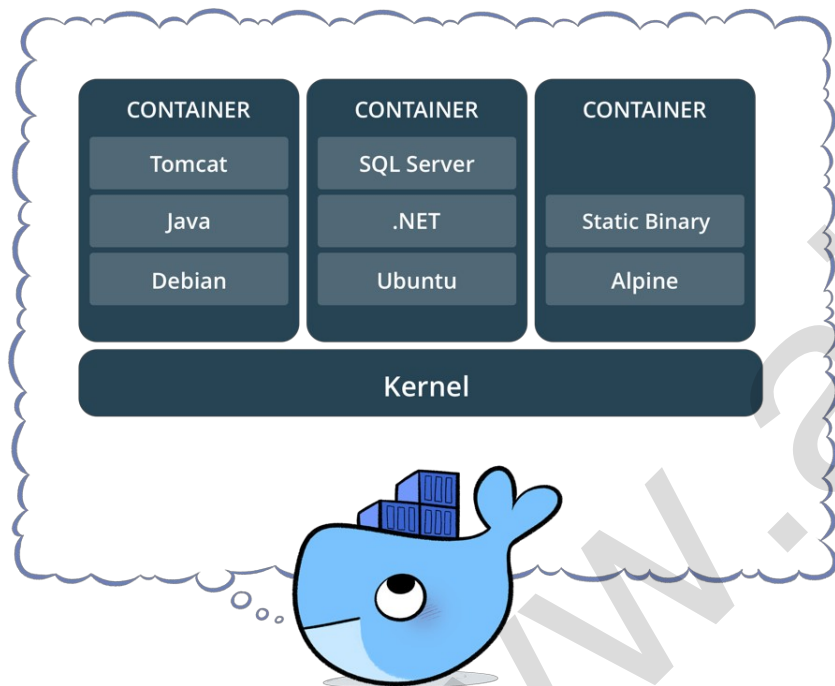 CONTAINER
Tomcat
Java
Debian
CONTAINER
SQL Server
.NET
Ubuntu
CONTAINER
Static Binary
Alpine
Kernel